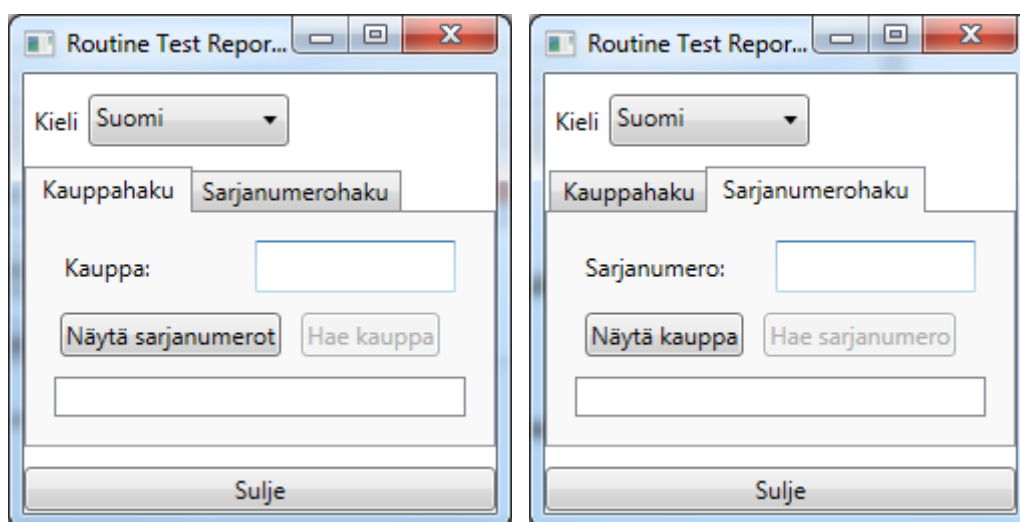 Routine Test Repor...
Kieli Suomi
Kauppahaku Sarjanumerohaku
Kauppa:
Näytä sarjanumerot Hae kauppa
Sulje
Routine Test Repor...
Kieli Suomi
Kauppahaku Sarjanumerohaku
Sarjanumero:
Näytä kauppa Hae sarjanumero
Sulje